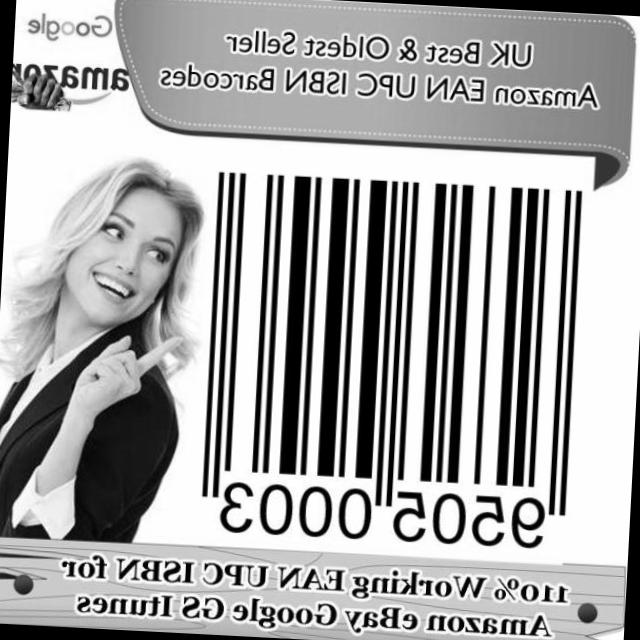 Google
amazon
UK Best & Oldest Seller
Amazon EAN UPC ISBN Barcodes
9505 0003
110% Working EAN UPC ISBN for
Amazon eBay Google GS Itunes